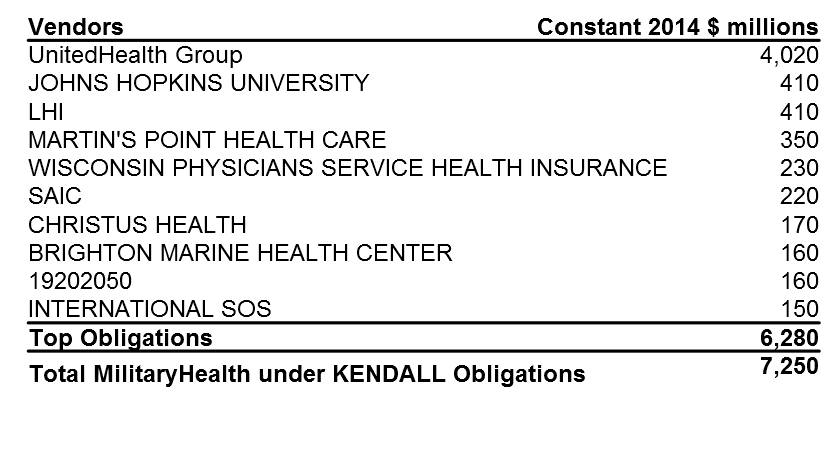 Vendors Constant 2014 $ millions
UnitedHealth Group 4,020
JOHNS HOPKINS UNIVERSITY 410
LHI 410
MARTIN'S POINT HEALTH CARE 350
WISCONSIN PHYSICIANS SERVICE HEALTH INSURANCE 230
SAIC 220
CHRISTUS HEALTH 170
BRIGHTON MARINE HEALTH CENTER 160
19202050 160
INTERNATIONAL SOS 150
Top Obligations 6,280
Total MilitaryHealth under KENDALL Obligations 7,250